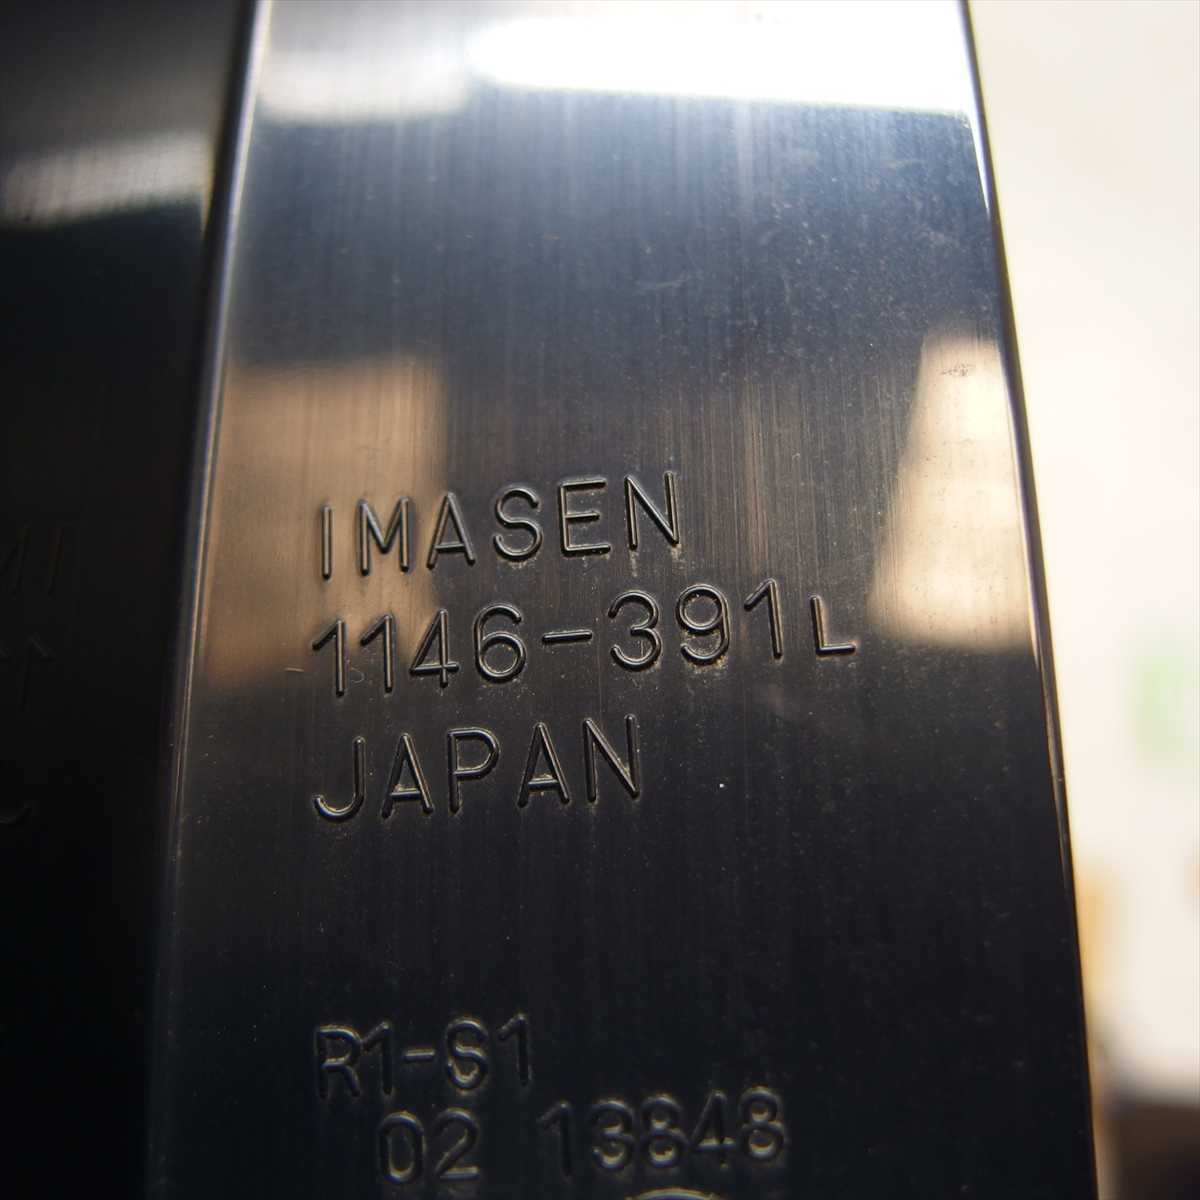 IMASEN
1146-391L
JAPAN
R1-S1
02 13848